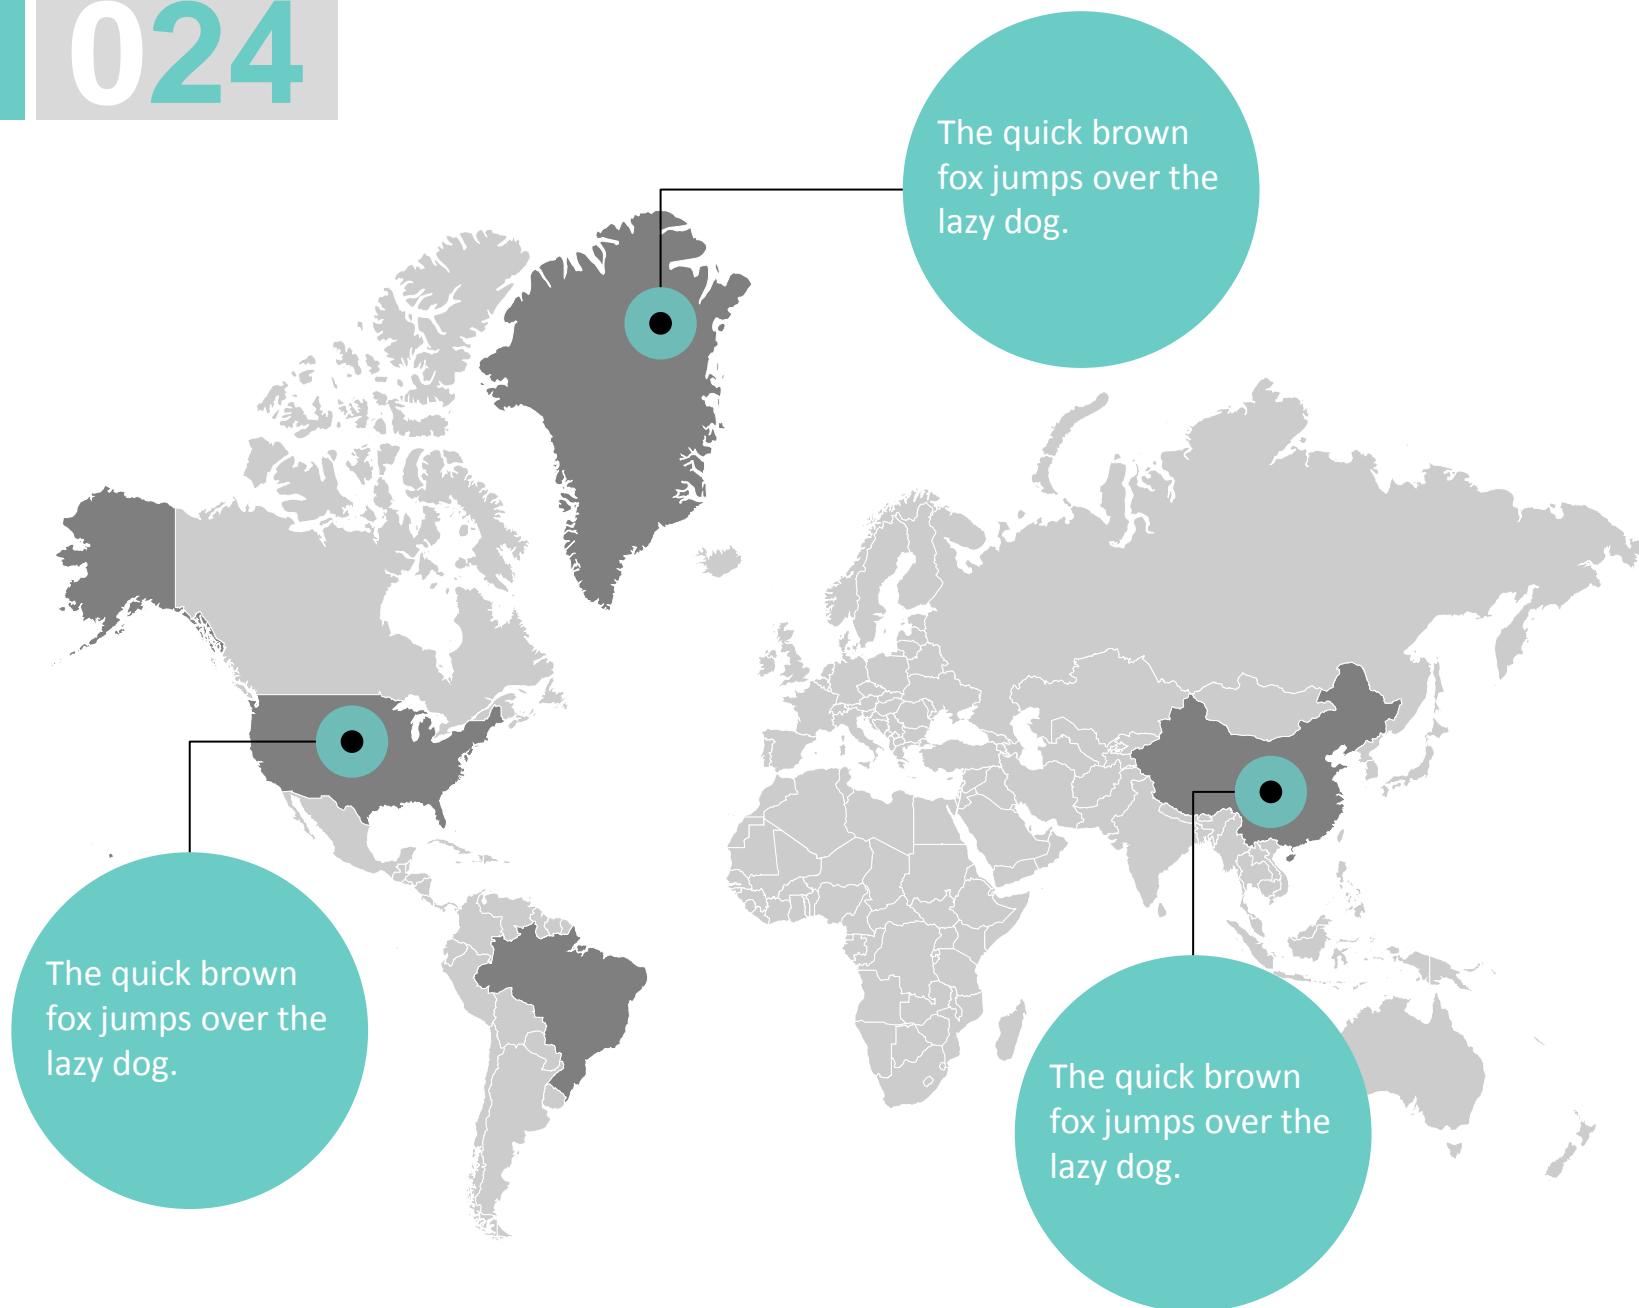 024
The quick brown
fox jumps over the
lazy dog.
The quick brown
fox jumps over the
lazy dog.
The quick brown
fox jumps over the
lazy dog.